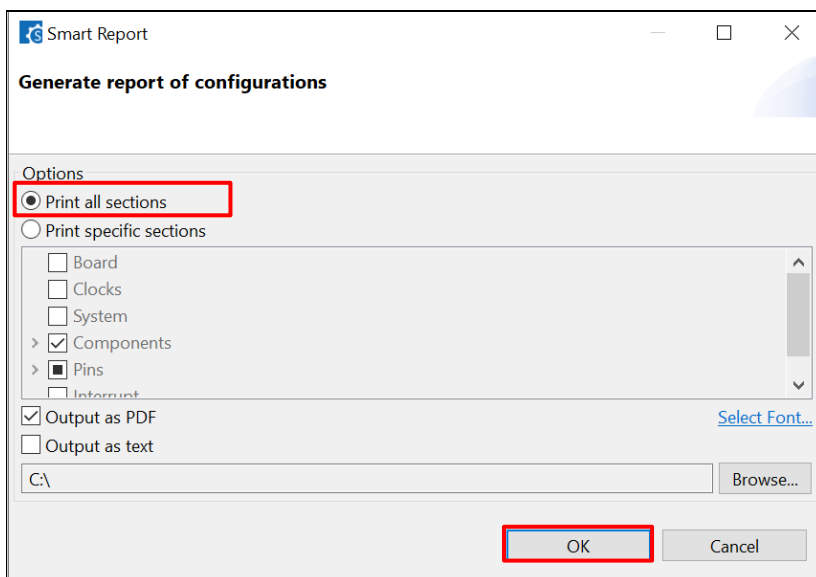 Smart Report
Generate report of configurations
Options
Print all sections
Print specific sections
Board
Clocks
System
Components
Pins
Interrupt
Output as PDF
Select Font...
Output as text
C:\
Browse...
OK
Cancel